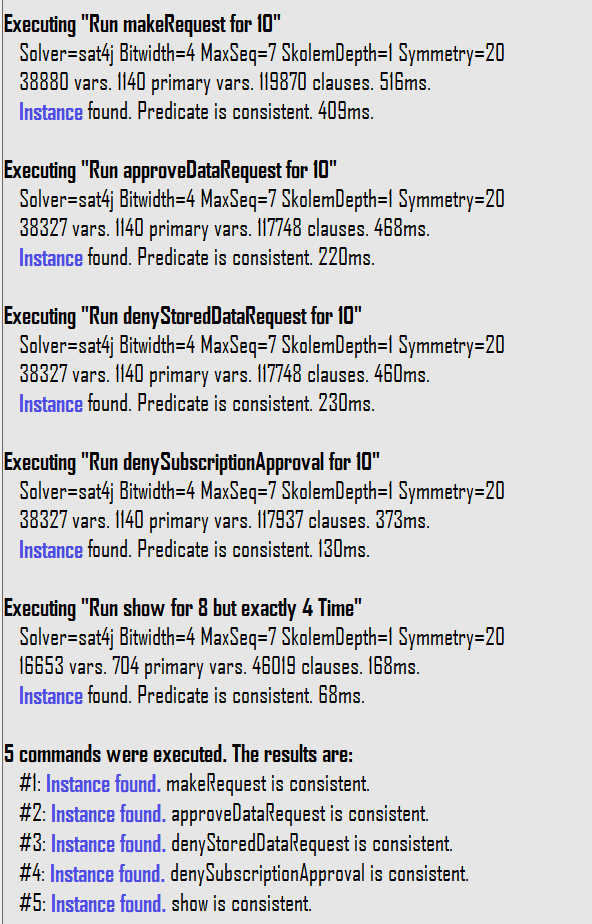 Executing "Run makeRequest for 10"
Solver=sat4j Bitwidth=4 MaxSeq=7 SkolemDepth=1 Symmetry=20
38880 vars. 1140 primary vars. 119870 clauses. 516ms.
Instance found. Predicate is consistent. 409ms.
Executing "Run approveDataRequest for 10"
Solver=sat4j Bitwidth=4 MaxSeq=7 SkolemDepth=1 Symmetry=20
38327 vars. 1140 primary vars. 117748 clauses. 468ms.
Instance found. Predicate is consistent. 220ms.
Executing "Run denyStoredDataRequest for 10"
Solver=sat4j Bitwidth=4 MaxSeq=7 SkolemDepth=1 Symmetry=20
38327 vars. 1140 primary vars. 117748 clauses. 460ms.
Instance found. Predicate is consistent. 230ms.
Executing "Run denySubscriptionApproval for 10"
Solver=sat4j Bitwidth=4 MaxSeq=7 SkolemDepth=1 Symmetry=20
38327 vars. 1140 primary vars. 117937 clauses. 373ms.
Instance found. Predicate is consistent. 130ms.
Executing "Run show for 8 but exactly 4 Time"
Solver=sat4j Bitwidth=4 MaxSeq=7 SkolemDepth=1 Symmetry=20
16653 vars. 704 primary vars. 46019 clauses. 168ms.
Instance found. Predicate is consistent. 68ms.
5 commands were executed. The results are:
#1: Instance found. makeRequest is consistent.
#2: Instance found. approveDataRequest is consistent.
#3: Instance found. denyStoredDataRequest is consistent.
#4: Instance found. denySubscriptionApproval is consistent.
#5: Instance found. show is consistent.